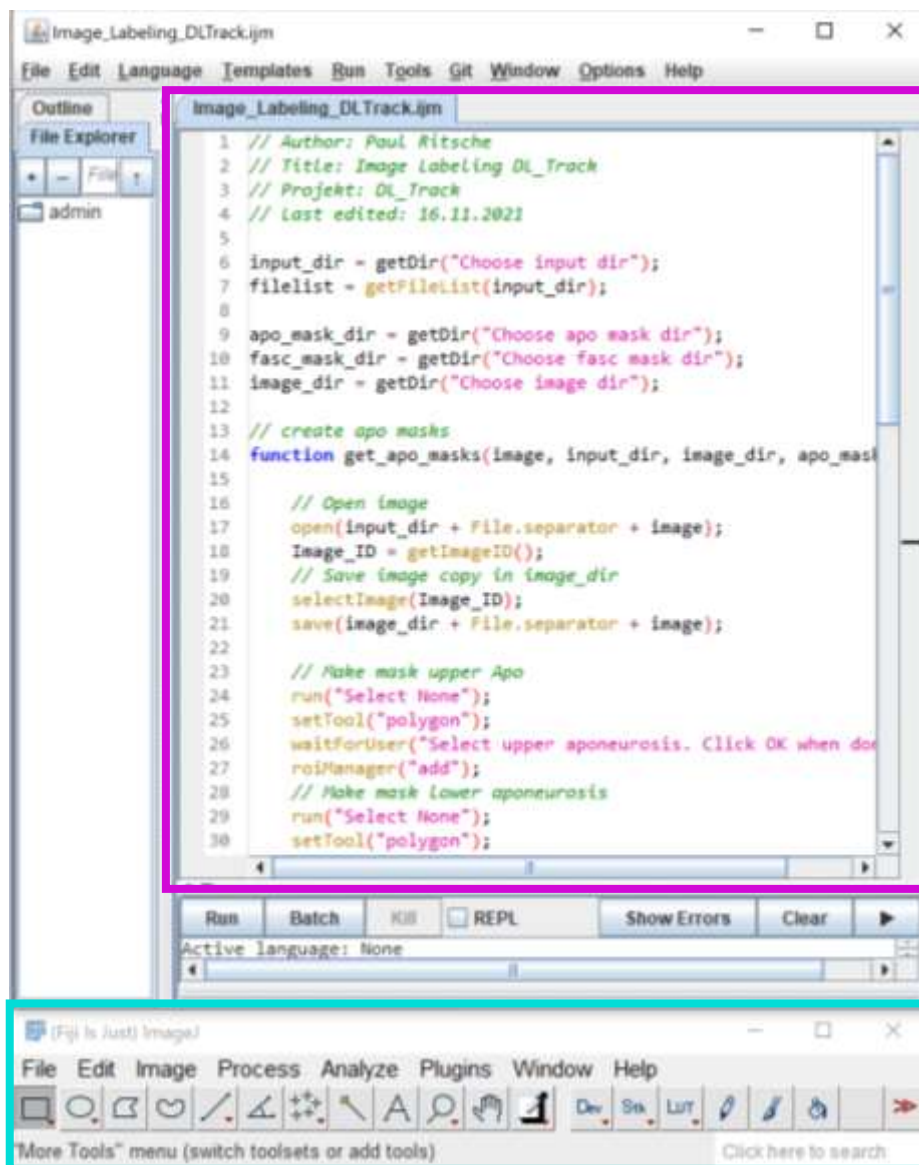 Image_Labeling_DLTrack.ijm
File Edit Language Templates Run Tools Git Window Options Help
Outline
File Explorer
File
admin
Image_Labeling_DLTrack.ijm
1 // Author: Paul Ritsche
2 // Title: Image Labeling DL_Track
3 // Projekt: DL_Track
4 // Last edited: 16.11.2021
5
6 input_dir = getDir("Choose input dir");
7 filelist = getFileList(input_dir);
8
9 apo_mask_dir = getDir("Choose apo mask dir");
10 fasc_mask_dir = getDir("Choose fasc mask dir");
11 image_dir = getDir("Choose image dir");
12
13 // create apo masks
14 function get_apo_masks(image, input_dir, image_dir, apo_mask
15
16 // Open image
17 open(input_dir + File.separator + image);
18 Image_ID = getImageID();
19 // Save image copy in image_dir
20 selectImage(Image_ID);
21 save(image_dir + File.separator + image);
22
23 // Make mask upper Apo
24 run("Select None");
25 setTool("polygon");
26 waitForUser("Select upper aponeurosis. Click OK when don
27 roiManager("add");
28 // Make mask lower aponeurosis
29 run("Select None");
30 setTool("polygon");
Run Batch Kill REPL Show Errors Clear
Active language: None
(Fiji Is Just) ImageJ
File Edit Image Process Analyze Plugins Window Help
A Dev Stk LUT
"More Tools" menu (switch toolsets or add tools) Click here to search